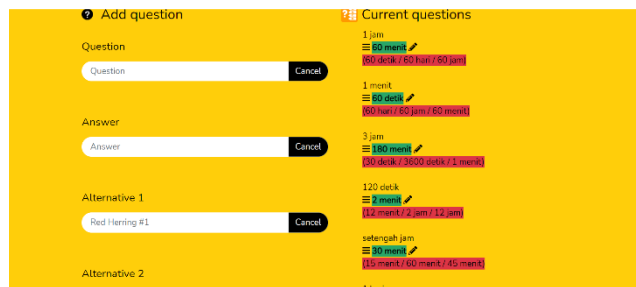 Add question
Question
Question Cancel
Answer
Answer Cancel
Alternative 1
Red Herring #1 Cancel
Alternative 2
Current questions
1 jam
60 menit
(60 detik / 60 hari / 60 jam)
1 menit
60 detik
(60 hari / 60 jam / 60 menit)
3 jam
180 menit
(30 detik / 3600 detik / 1 menit)
120 detik
2 menit
(12 menit / 2 jam / 12 jam)
setengah jam
30 menit
(15 menit / 60 menit / 45 menit)